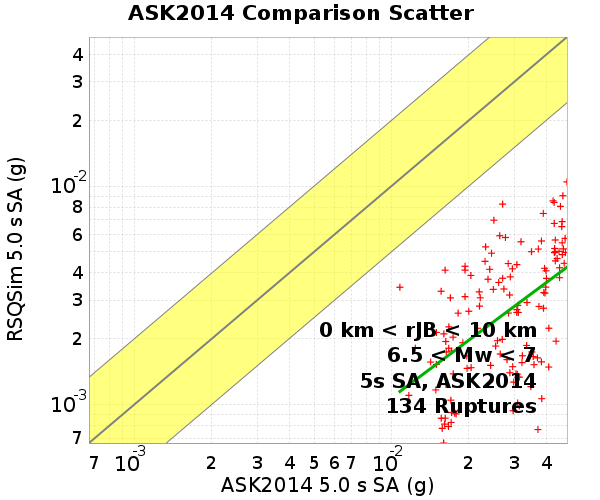 ASK2014 Comparison Scatter
RSQSim 5.0 s SA (g)
4
3
2
10-2
8
6
4
3
2
10-3
7
0 km < rJB < 10 km
6.5 < Mw < 7
5s SA, ASK2014
134 Ruptures
7 10-3 2 3 4 5 6 7 10-2 2 3 4
ASK2014 5.0 s SA (g)